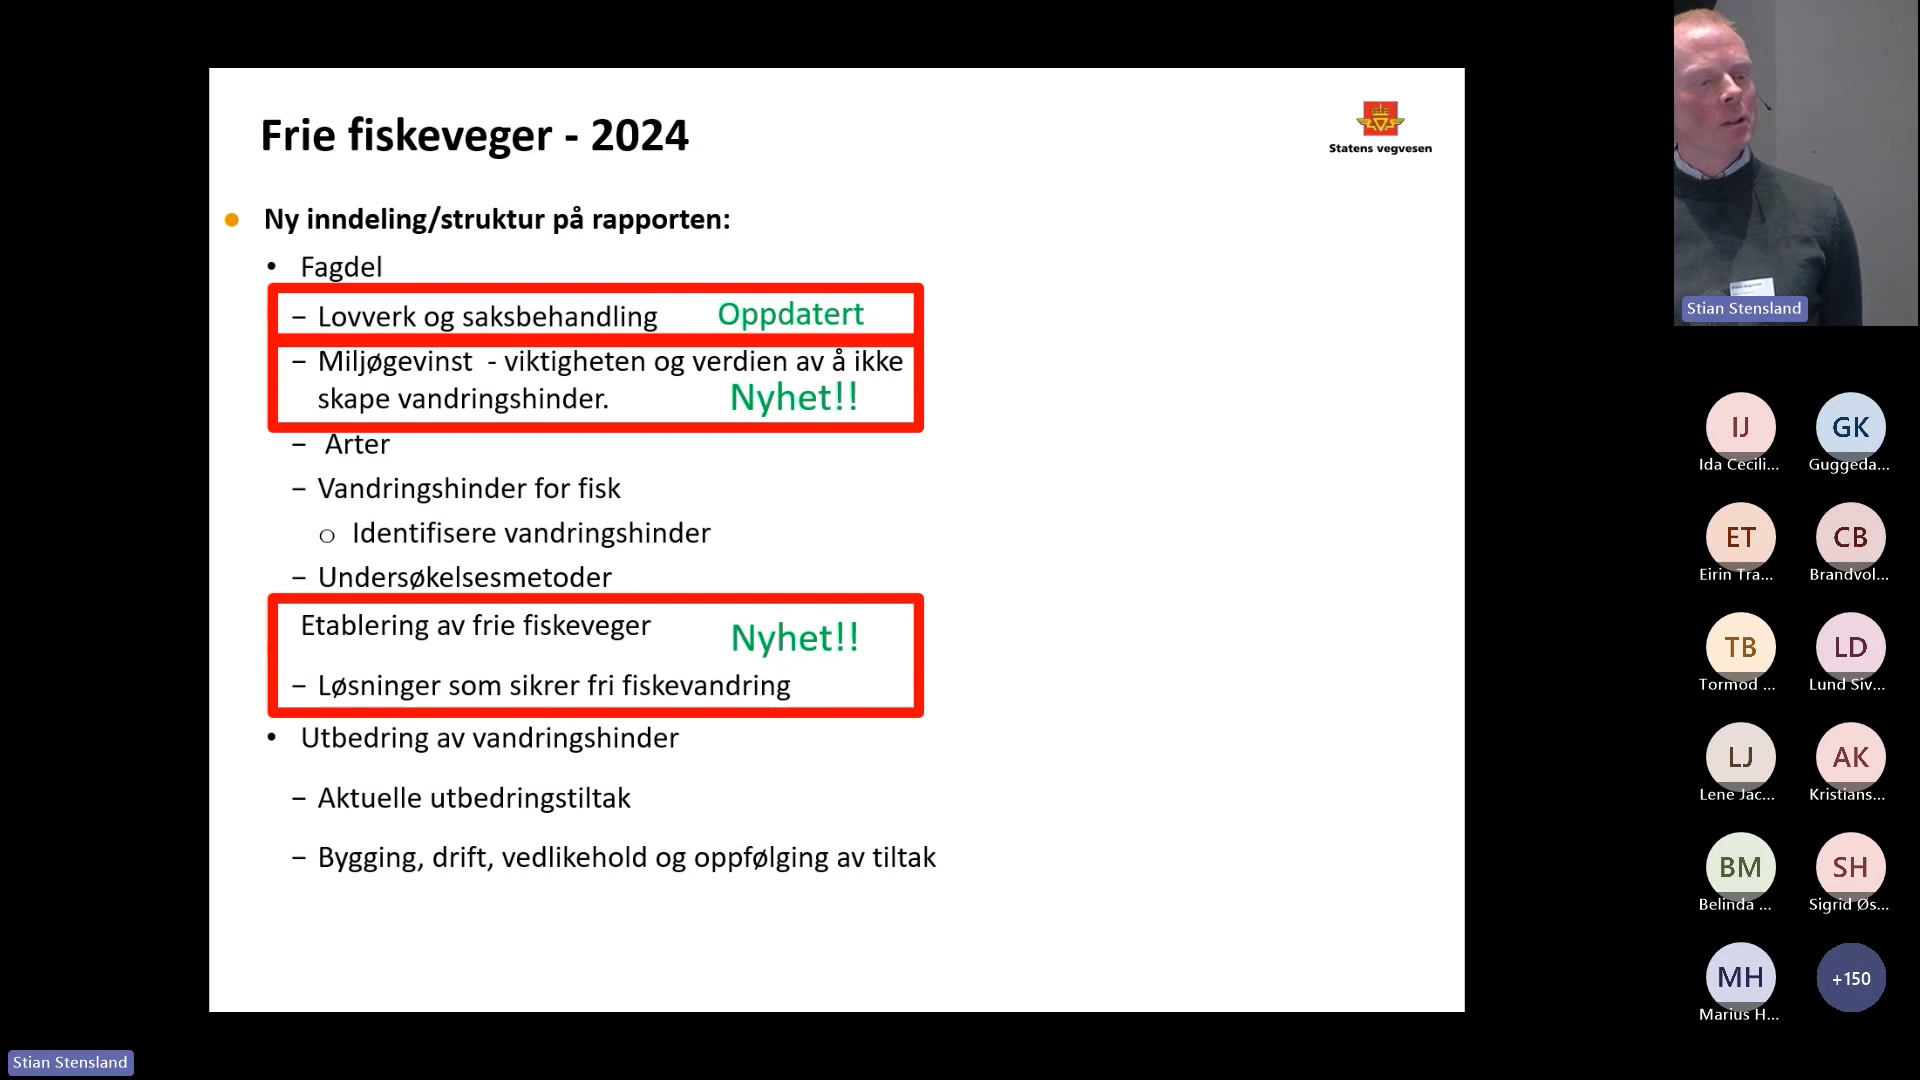 Frie fiskeveger - 2024
Statens vegvesen
Ny inndeling/struktur på rapporten:
• Fagdel
– Lovverk og saksbehandling Oppdatert
– Miljøgevinst - viktigheten og verdien av å ikke
skape vandringshinder. Nyhet!!
– Arter
– Vandringshinder for fisk
o Identifisere vandringshinder
– Undersøkelsesmetoder
Etablering av frie fiskeveger Nyhet!!
– Løsninger som sikrer fri fiskevandring
• Utbedring av vandringshinder
– Aktuelle utbedringstiltak
– Bygging, drift, vedlikehold og oppfølging av tiltak
Stian Stensland
IJ GK
Ida Cecili... Guggeda...
ET CB
Eirin Tra... Brandvol...
TB LD
Tormod ... Lund Siv...
LJ AK
Lene Jac... Kristians...
BM SH
Belinda ... Sigrid Øs...
MH +150
Marius H...
Stian Stensland